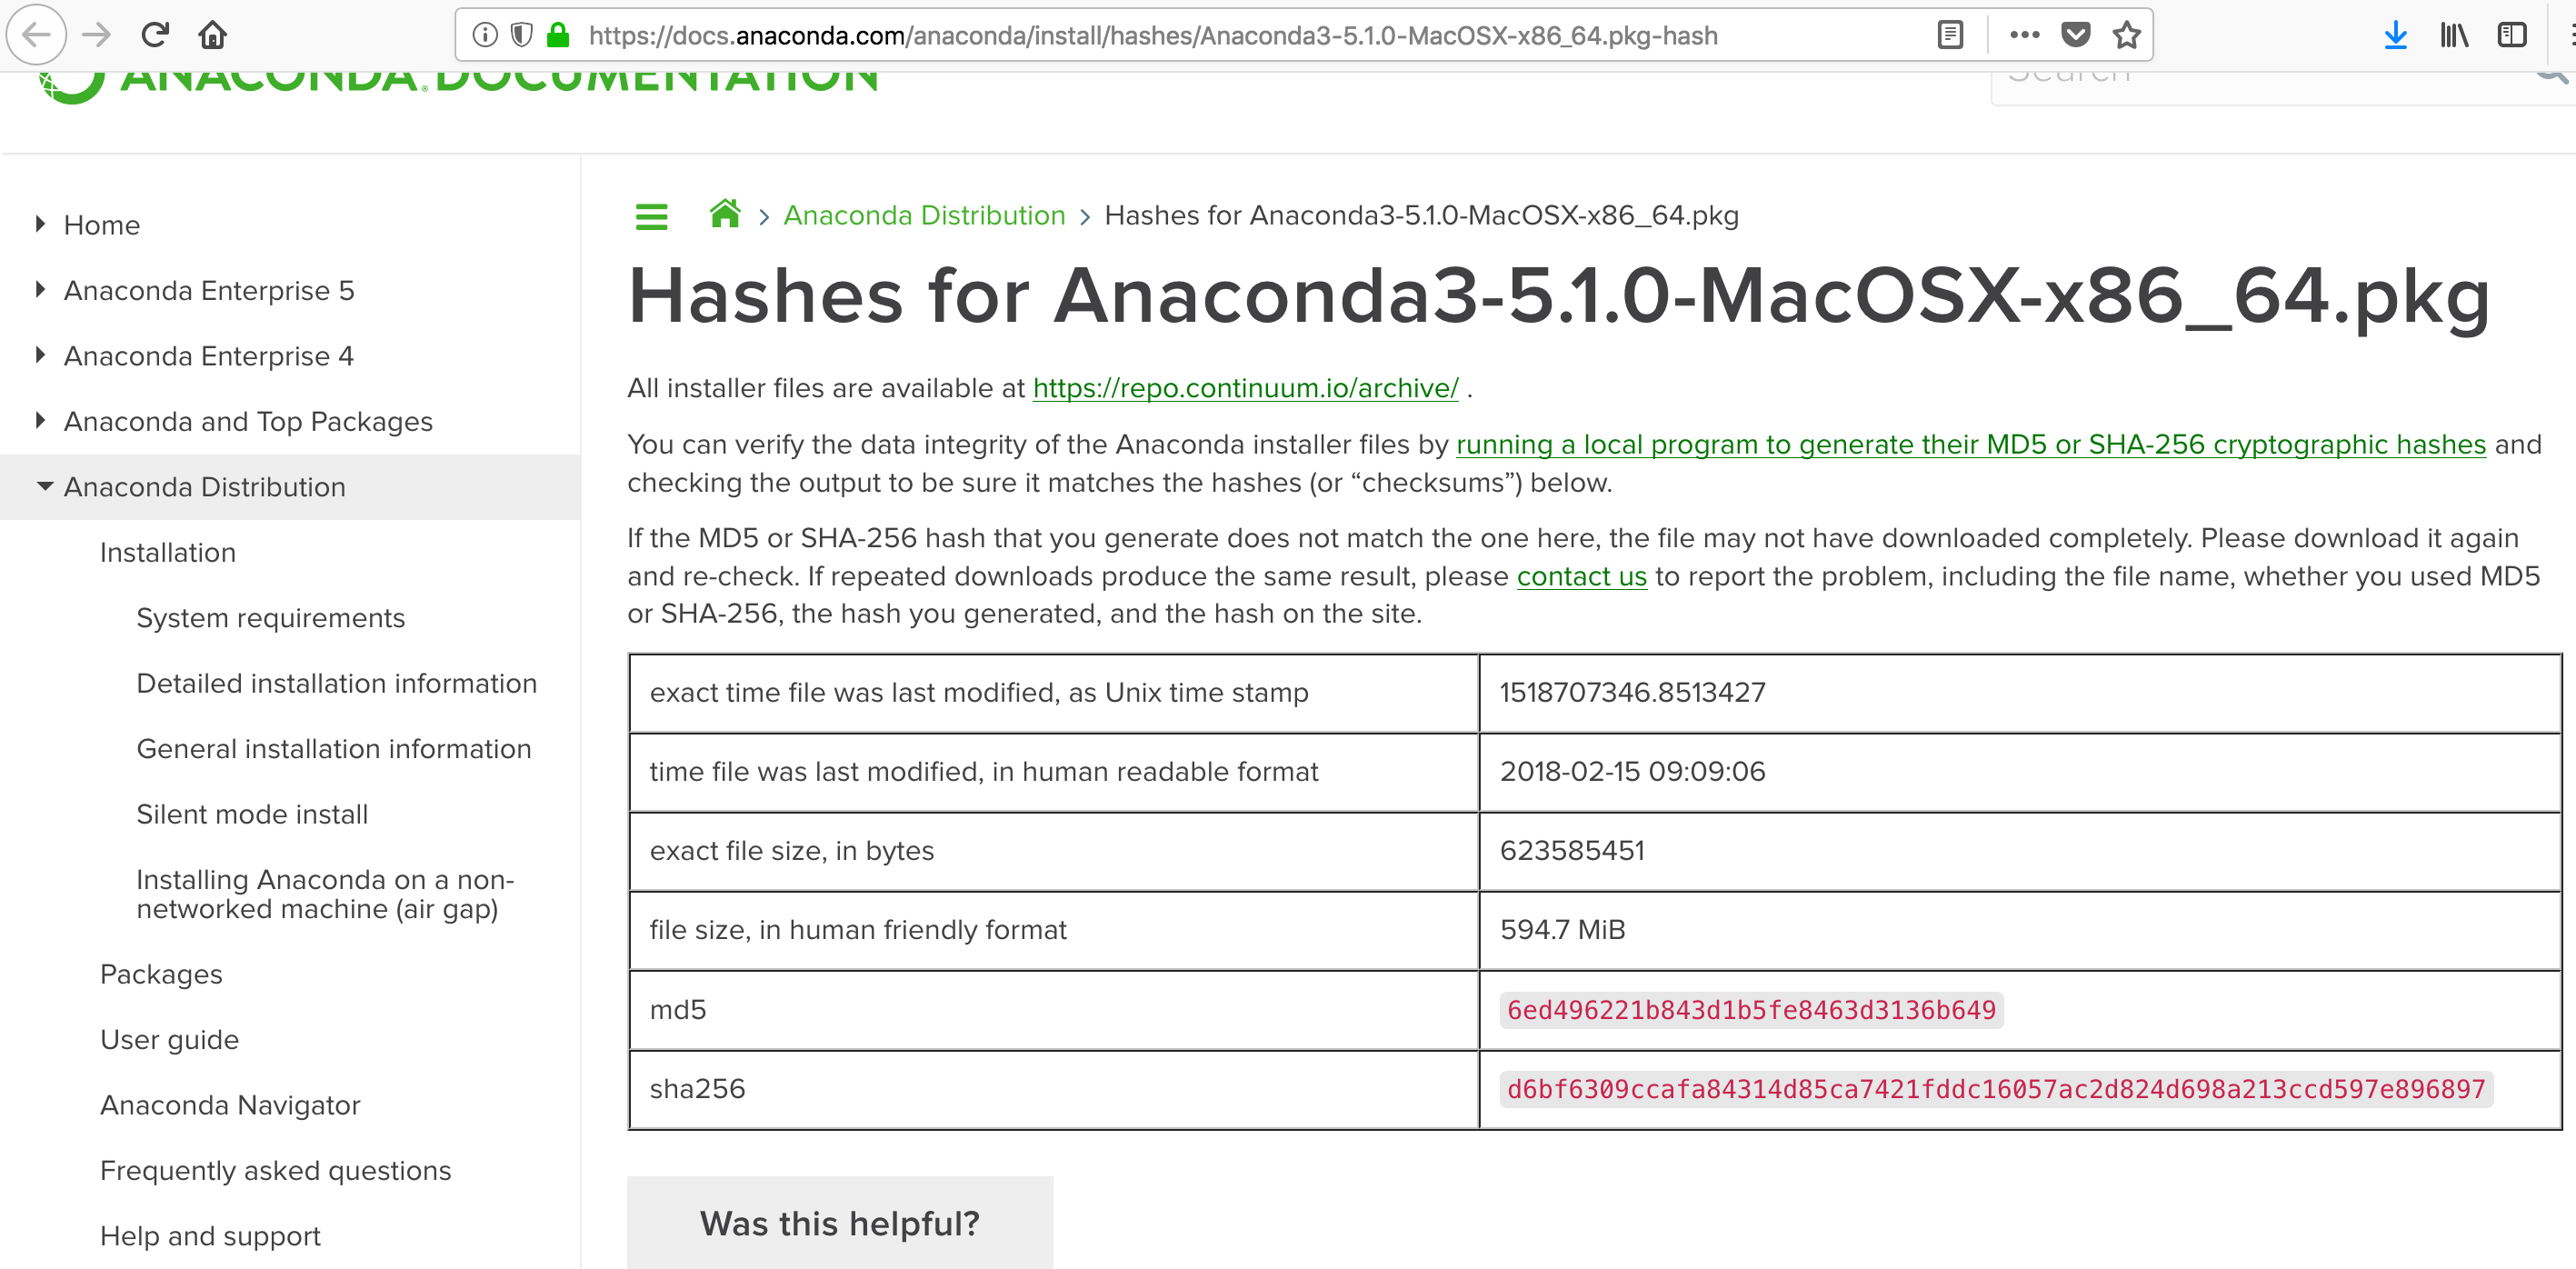 https://docs.anaconda.com/anaconda/install/hashes/Anaconda3-5.1.0-MacOSX-x86_64.pkg-hash
ANACONDA® DOCUMENTATION
Search
Home
Anaconda Enterprise 5
Anaconda Enterprise 4
Anaconda and Top Packages
Anaconda Distribution
Installation
System requirements
Detailed installation information
General installation information
Silent mode install
Installing Anaconda on a non-
networked machine (air gap)
Packages
User guide
Anaconda Navigator
Frequently asked questions
Help and support
> Anaconda Distribution > Hashes for Anaconda3-5.1.0-MacOSX-x86_64.pkg
Hashes for Anaconda3-5.1.0-MacOSX-x86_64.pkg
All installer files are available at https://repo.continuum.io/archive/ .
You can verify the data integrity of the Anaconda installer files by running a local program to generate their MD5 or SHA-256 cryptographic hashes and
checking the output to be sure it matches the hashes (or “checksums”) below.
If the MD5 or SHA-256 hash that you generate does not match the one here, the file may not have downloaded completely. Please download it again
and re-check. If repeated downloads produce the same result, please contact us to report the problem, including the file name, whether you used MD5
or SHA-256, the hash you generated, and the hash on the site.
exact time file was last modified, as Unix time stamp 1518707346.8513427
time file was last modified, in human readable format 2018-02-15 09:09:06
exact file size, in bytes 623585451
file size, in human friendly format 594.7 MiB
md5 6ed496221b843d1b5fe8463d3136b649
sha256 d6bf6309ccafa84314d85ca7421fddc16057ac2d824d698a213ccd597e896897
Was this helpful?